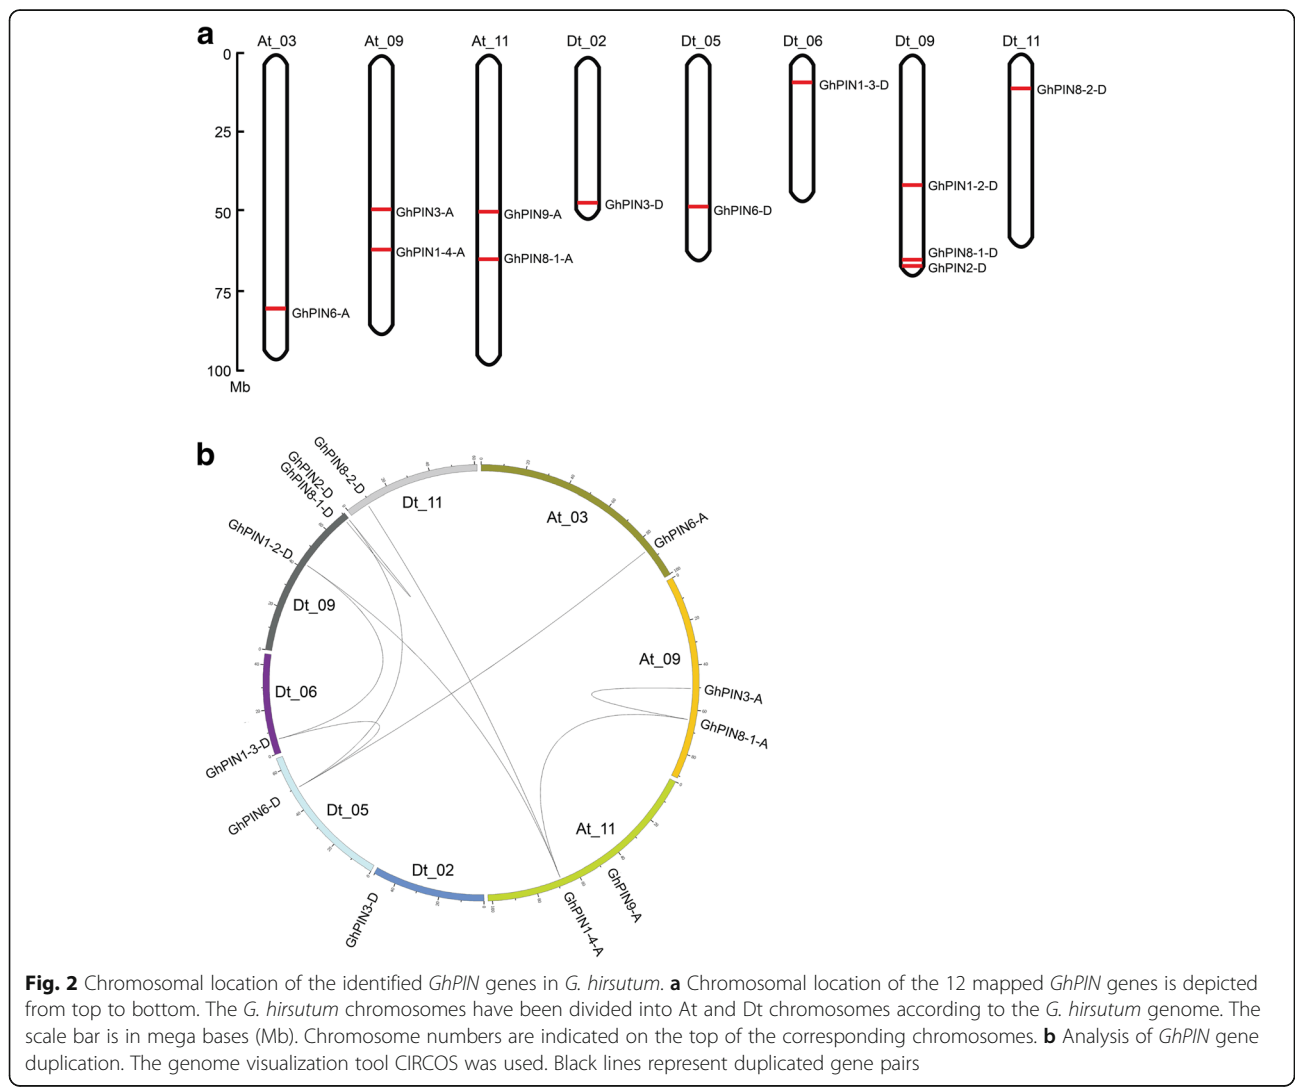 a
At_03 At_09 At_11 Dt_02 Dt_05 Dt_06 Dt_09 Dt_11
0
25
50
75
100
Mb
GhPIN6-A
GhPIN3-A
GhPIN1-4-A
GhPIN9-A
GhPIN8-1-A
GhPIN3-D
GhPIN6-D
GhPIN1-3-D
GhPIN1-2-D
GhPIN8-1-D
GhPIN2-D
GhPIN8-2-D
b
GhPIN8-2-D
GhPIN2-D
GhPIN8-1-D
GhPIN1-2-D
Dt_11
At_03
GhPIN6-A
Dt_09
At_09
GhPIN3-A
GhPIN8-1-A
Dt_06
GhPIN1-3-D
GhPIN6-D
Dt_05
At_11
Dt_02
GhPIN3-D
GhPIN9-A
GhPIN1-4-A
Fig. 2 Chromosomal location of the identified GhPIN genes in G. hirsutum. a Chromosomal location of the 12 mapped GhPIN genes is depicted
from top to bottom. The G. hirsutum chromosomes have been divided into At and Dt chromosomes according to the G. hirsutum genome. The
scale bar is in mega bases (Mb). Chromosome numbers are indicated on the top of the corresponding chromosomes. b Analysis of GhPIN gene
duplication. The genome visualization tool CIRCOS was used. Black lines represent duplicated gene pairs